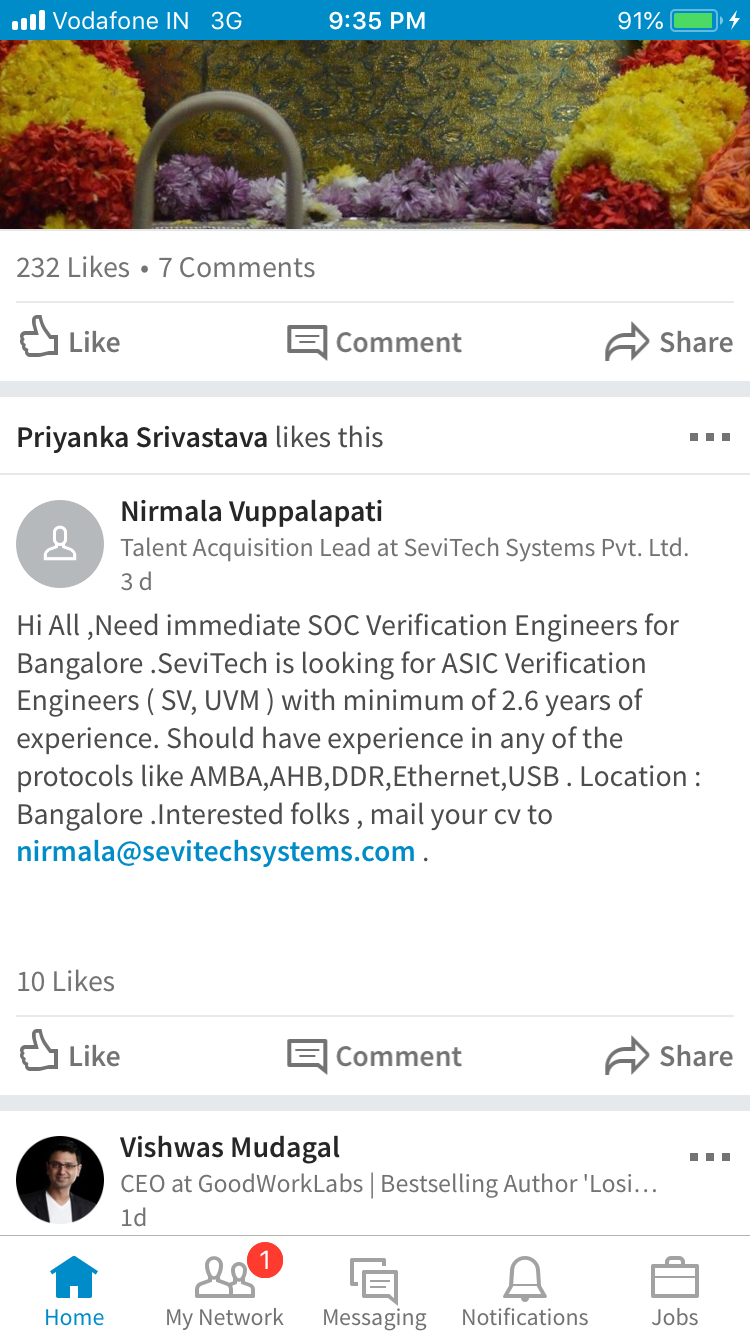 Vodafone IN 3G 9:35 PM 91%
232 Likes • 7 Comments
Like Comment Share
Priyanka Srivastava likes this
Nirmala Vuppalapati
Talent Acquisition Lead at SeviTech Systems Pvt. Ltd.
3 d
Hi All ,Need immediate SOC Verification Engineers for
Bangalore .SeviTech is looking for ASIC Verification
Engineers ( SV, UVM ) with minimum of 2.6 years of
experience. Should have experience in any of the
protocols like AMBA,AHB,DDR,Ethernet,USB . Location :
Bangalore .Interested folks , mail your cv to
nirmala@sevitechsystems.com .
10 Likes
Like Comment Share
Vishwas Mudagal
CEO at GoodWorkLabs | Bestselling Author 'Losi...
1d
1
Home My Network Messaging Notifications Jobs